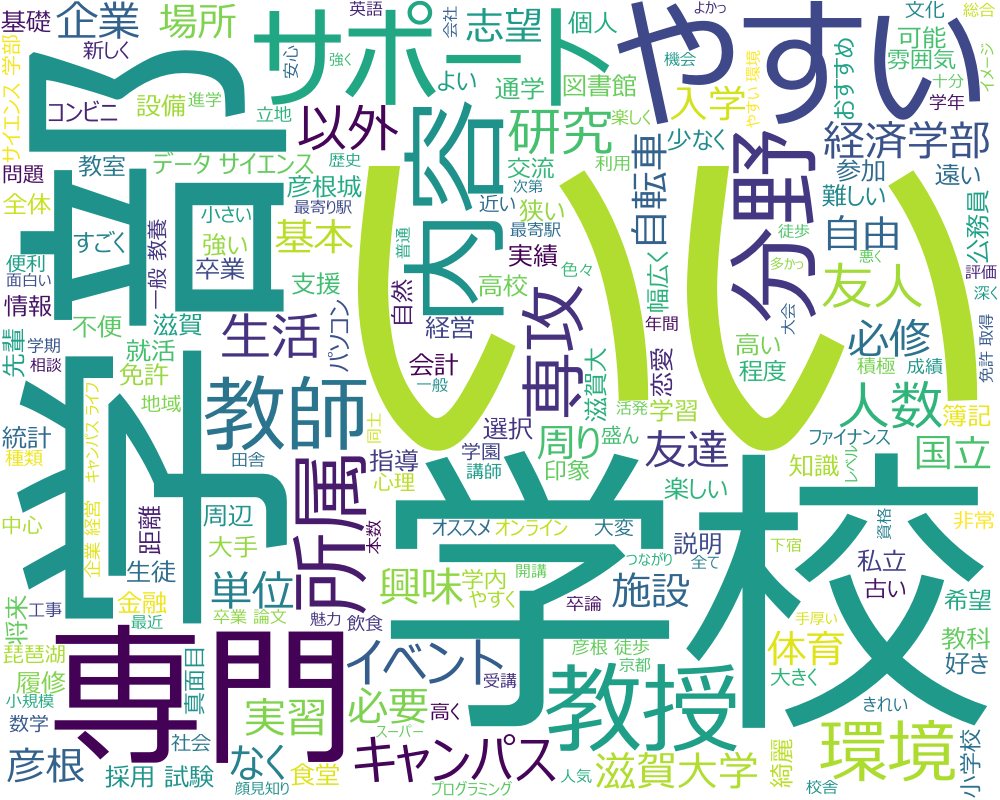 英語
会社
よかっ
文化
総合
基礎
企業
場所
サポート
志望
個人
やすい
可能
雰囲気
新しく
安心
強く
機会
イメージ
サイエンス 学部
学部
コンビニ
設備
進学
立地
以外
よい
通学
図書館
入学
やすい 環境
おすすめ
十分
学年
問題
教室
データ サイエンス
歴史
内容
研究
楽しく
少なく
経済学部
全体
彦根城
交流
利用
自転車
分野
参加
遠い
小さい
最寄り駅
近い
次第
狭い
最寄駅
徒歩
難しい
公務員
便利
すごく
一般 教養
強い
基本
いい
実績
幅広く
多かっ
自由
悪く
面白い
卒業
普通
色々
評価
情報
支援
高校
友人
深く
不便
滋賀
パソコン
自然
経営
専攻
年間
大会
先輩
学期
就活
生活
会計
滋賀大
恋愛
高い
必修
免許 取得
相談
免許
一般
活発
学習
程度
積極
成績
地域
教師
選択
人数
簿記
統計
キャンパス ライフ
同士
学園
周り
盛ん
友達
ファイナンス
国立
種類
田舎
所属
指導
心理
講師
印象
楽しい
知識
レベル
中心
企業 経営
距離
周辺
本数
オススメ
オンライン
大変
つながり
資格
非常
大手
学校
説明
全て
下宿
私立
生徒
単位
興味
学内
開講
施設
古い
将来
工事
金融
卒業 論文
魅力
飲食
やすく
卒論
手厚い
希望
最近
専門
琵琶湖
真面目
イベント
彦根 徒歩
京都
体育
教科
履修
受講
教授
大きく
好き
小規模
実習
必要
高く
きれい
数学
スーパー
環境
彦根
社会
なく
キャンパス
滋賀大学
綺麗
小学校
採用 試験
食堂
顔見知り
プログラミング
人気
校舎